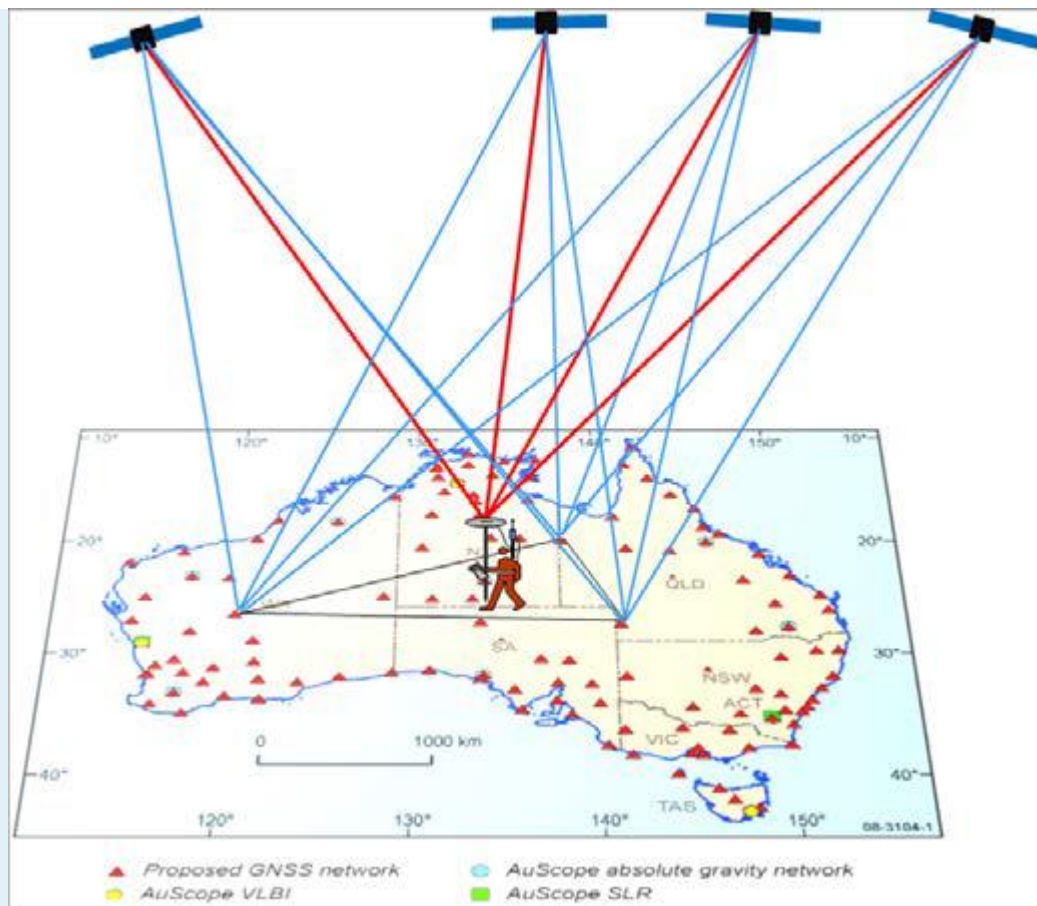 10° 120° 130° 140° 150° 10°
20° N 20°
QLD
30° SA 30°
NSW
ACT
0 1000 km VIC
40° 40°
TAS
120° 130° 140° 150° 08-3104-1
Proposed GNSS network AuScope absolute gravity network
AuScope VLBI AuScope SLR